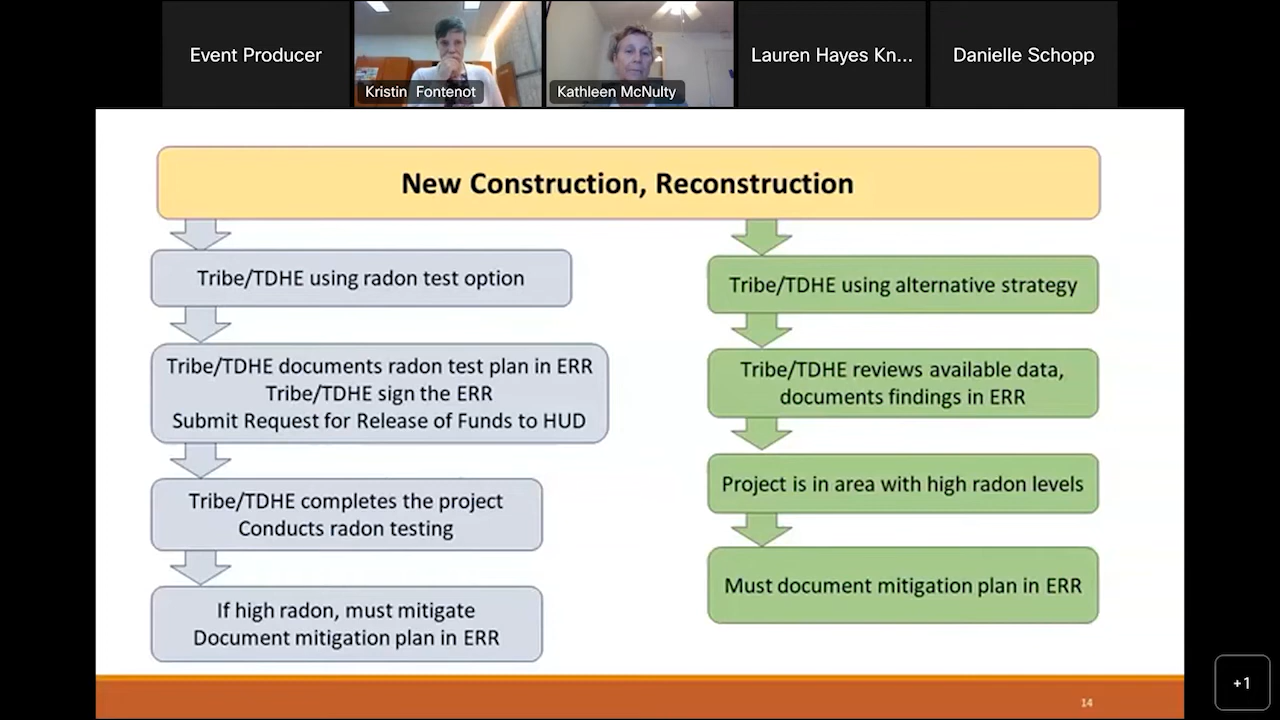 Event Producer
Kristin Fontenot
Kathleen McNulty
Lauren Hayes Kn...
Danielle Schopp
New Construction, Reconstruction
Tribe/TDHE using radon test option
Tribe/TDHE documents radon test plan in ERR
Tribe/TDHE sign the ERR
Submit Request for Release of Funds to HUD
Tribe/TDHE completes the project
Conducts radon testing
If high radon, must mitigate
Document mitigation plan in ERR
Tribe/TDHE using alternative strategy
Tribe/TDHE reviews available data,
documents findings in ERR
Project is in area with high radon levels
Must document mitigation plan in ERR
14
+1